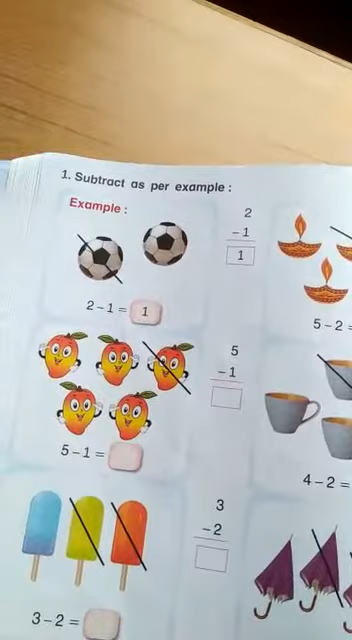 1. Subtract as per example :
Example :
2
- 1
1
2 - 1 = 1
5 - 2 =
5
- 1
5 - 1 =
4 - 2 =
3
- 2
3 - 2 =